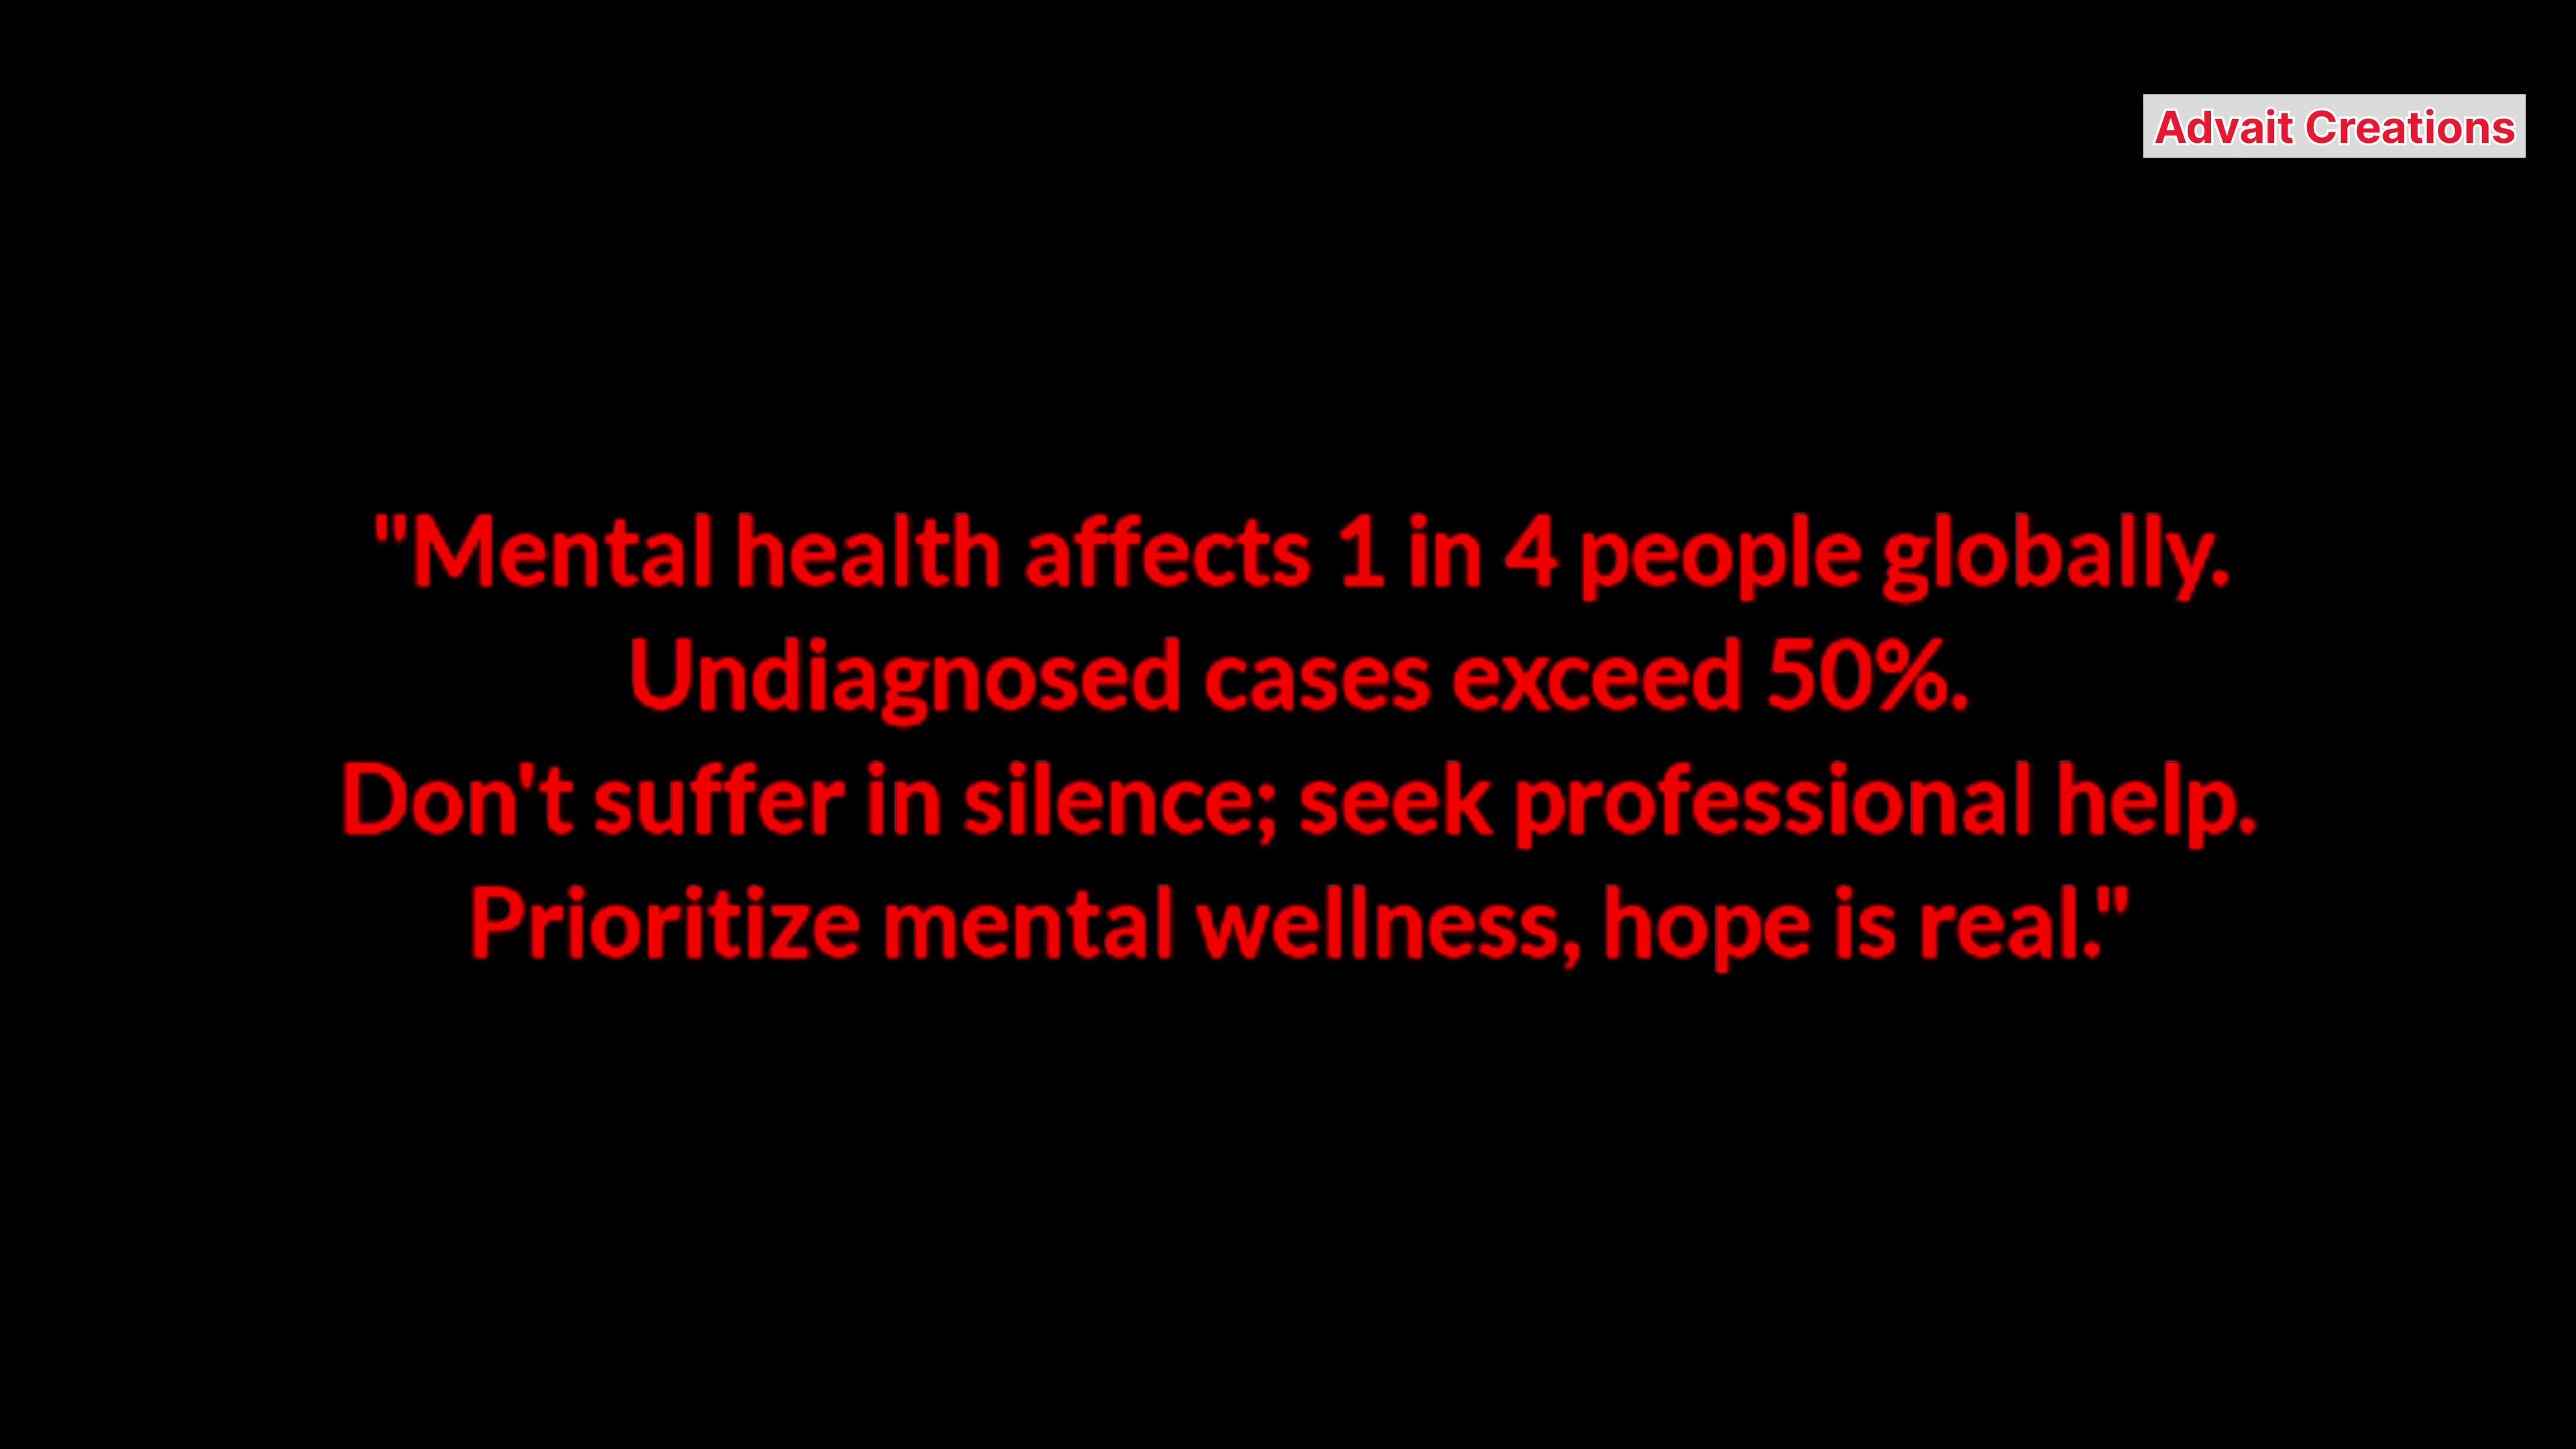 Advait Creations
"Mental health affects 1 in 4 people globally.
Undiagnosed cases exceed 50%.
Don't suffer in silence; seek professional help.
Prioritize mental wellness, hope is real."